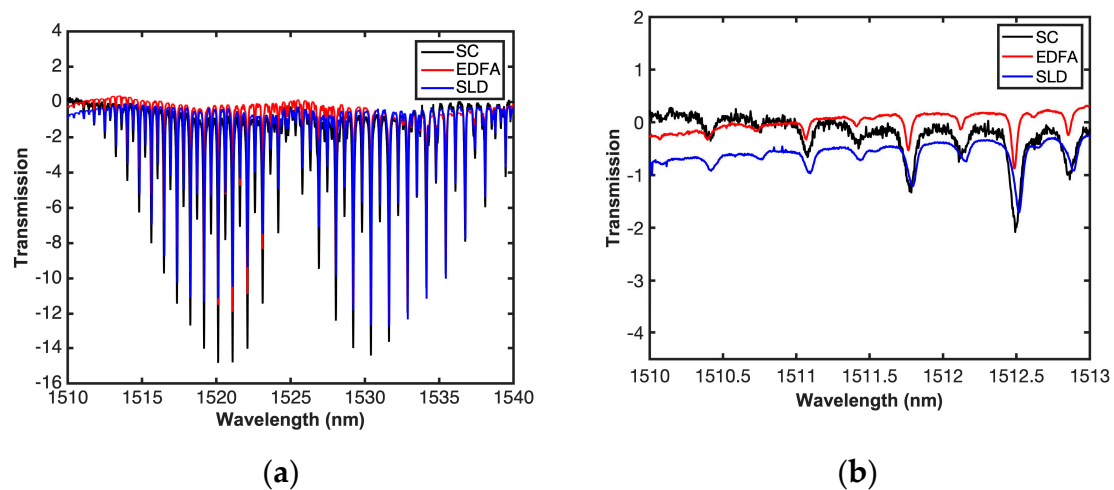 SC
EDFA
SLD
Transmission
2
0
-2
-4
-6
-8
-10
-12
-14
-16
1510
1515
1520
1525
1530
1535
1540
Wavelength (nm)
(a)
SC
EDFA
SLD
Transmission
2
1
0
-1
-2
-3
-4
1510
1510.5
1511
1511.5
1512
1512.5
1513
Wavelength (nm)
(b)